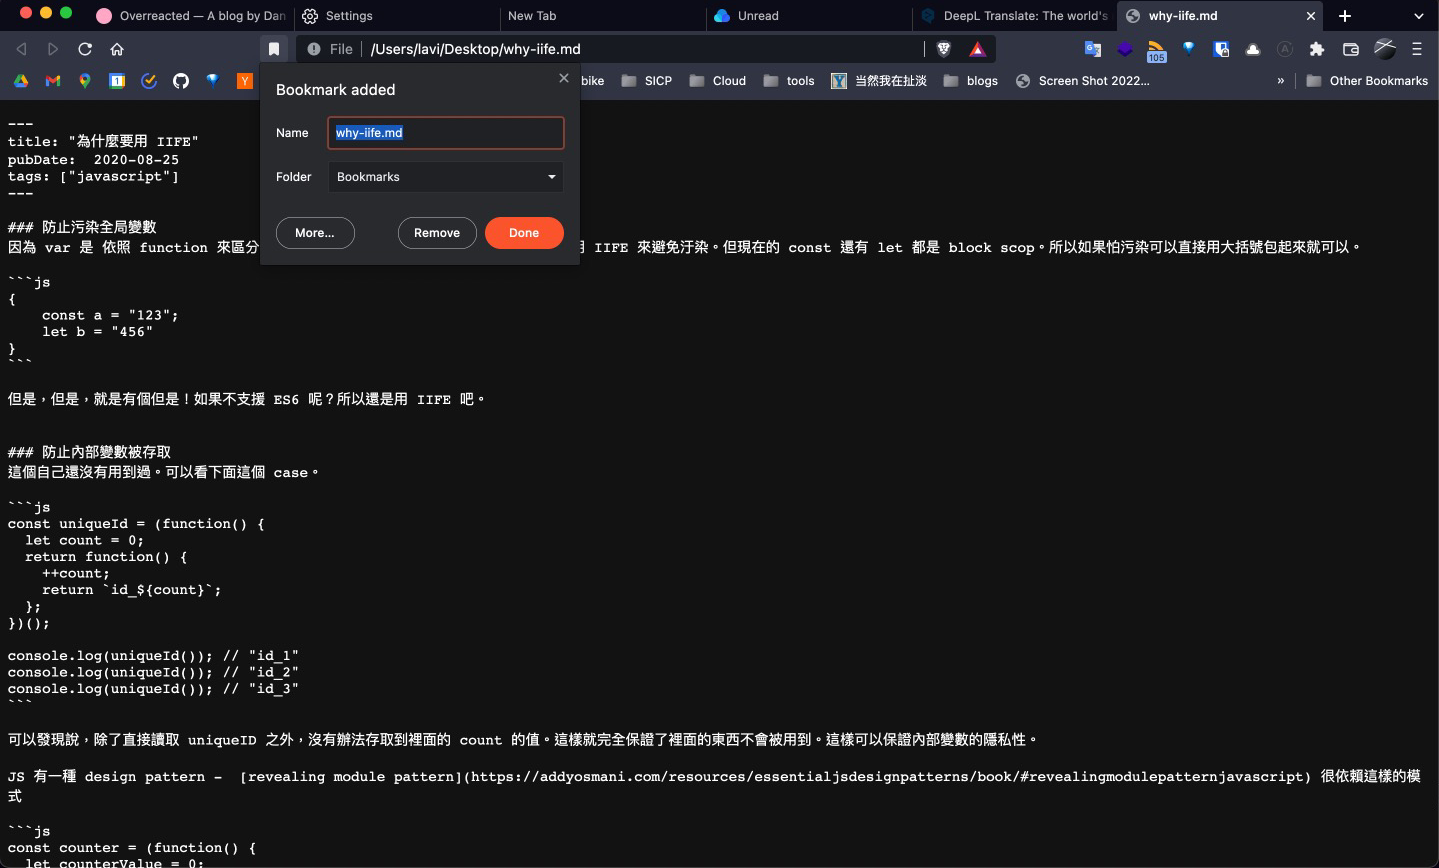 Overreacted — A blog by Dan
Settings
New Tab
Unread
DeepL Translate: The world's
why-iife.md
File
/Users/lavi/Desktop/why-iife.md
105
bike
SICP
Cloud
tools
当然我在扯淡
blogs
Screen Shot 2022...
»
Other Bookmarks
Bookmark added
Name
why-iife.md
Folder
Bookmarks
More...
Remove
Done
---
title: "為什麼要用 IIFE"
pubDate:  2020-08-25
tags: ["javascript"]
---
### 防止污染全局變數
因為 var 是 依照 function 來區分
用 IIFE 來避免汙染。但現在的 const 還有 let 都是 block scop。所以如果怕污染可以直接用大括號包起來就可以。
```js
{
    const a = "123";
    let b = "456"
}
```
但是，但是，就是有個但是！如果不支援 ES6 呢？所以還是用 IIFE 吧。
### 防止內部變數被存取
這個自己還沒有用到過。可以看下面這個 case。
```js
const uniqueId = (function() {
  let count = 0;
  return function() {
    ++count;
    return `id_${count}`;
  };
})();
console.log(uniqueId()); // "id_1"
console.log(uniqueId()); // "id_2"
console.log(uniqueId()); // "id_3"
```
可以發現說，除了直接讀取 uniqueID 之外，沒有辦法存取到裡面的 count 的值。這樣就完全保證了裡面的東西不會被用到。這樣可以保證內部變數的隱私性。
JS 有一種 design pattern -  [revealing module pattern](https://addyosmani.com/resources/essentialjsdesignpatterns/book/#revealingmodulepatternjavascript) 很依賴這樣的模
式
```js
const counter = (function() {
  let counterValue = 0;